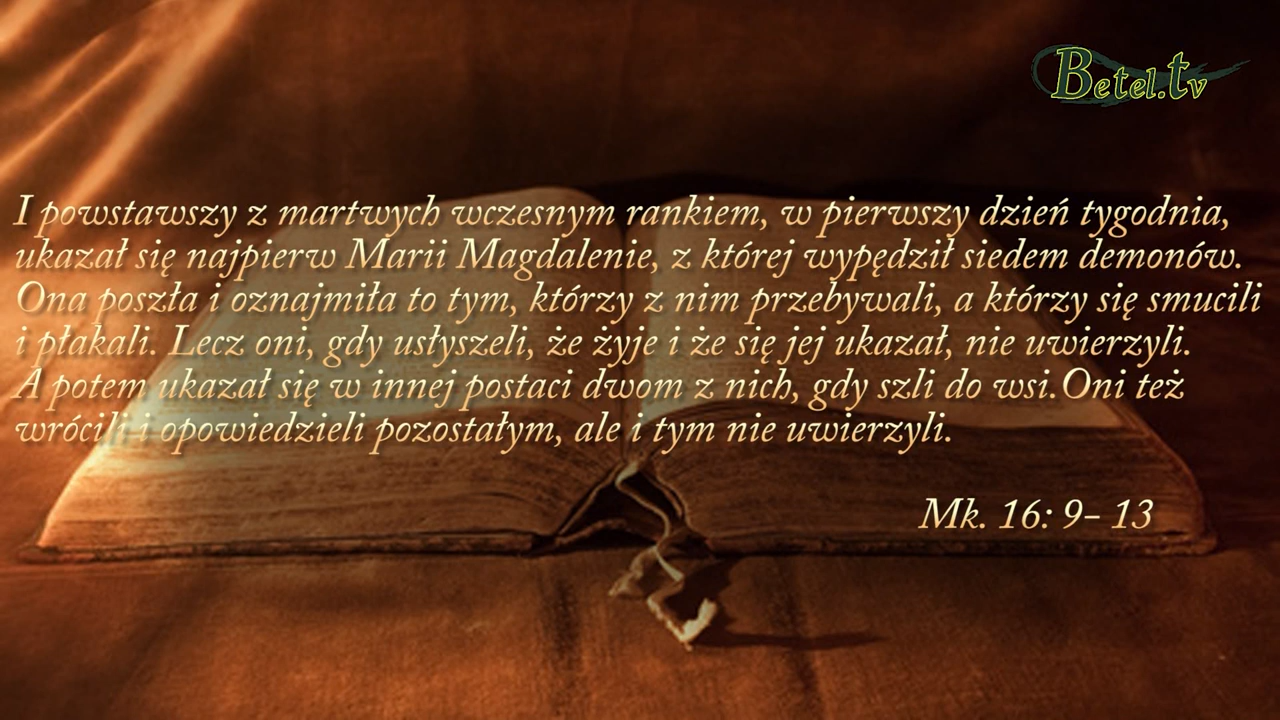 Betel.tv
I powstawszy z martwych wczesnym rankiem, w pierwszy dzień tygodnia,
ukazał się najpierw Marii Magdalenie, z której wypędził siedem demonów.
Ona poszła i oznajmiła to tym, którzy z nim przebywali, a którzy się smucili
i płakali. Lecz oni, gdy usłyszeli, że żyje i że się jej ukazał, nie uwierzyli.
A potem ukazał się w innej postaci dwom z nich, gdy szli do wsi.Oni też
wrócili i opowiedzieli pozostałym, ale i tym nie uwierzyli.
Mk. 16: 9- 13